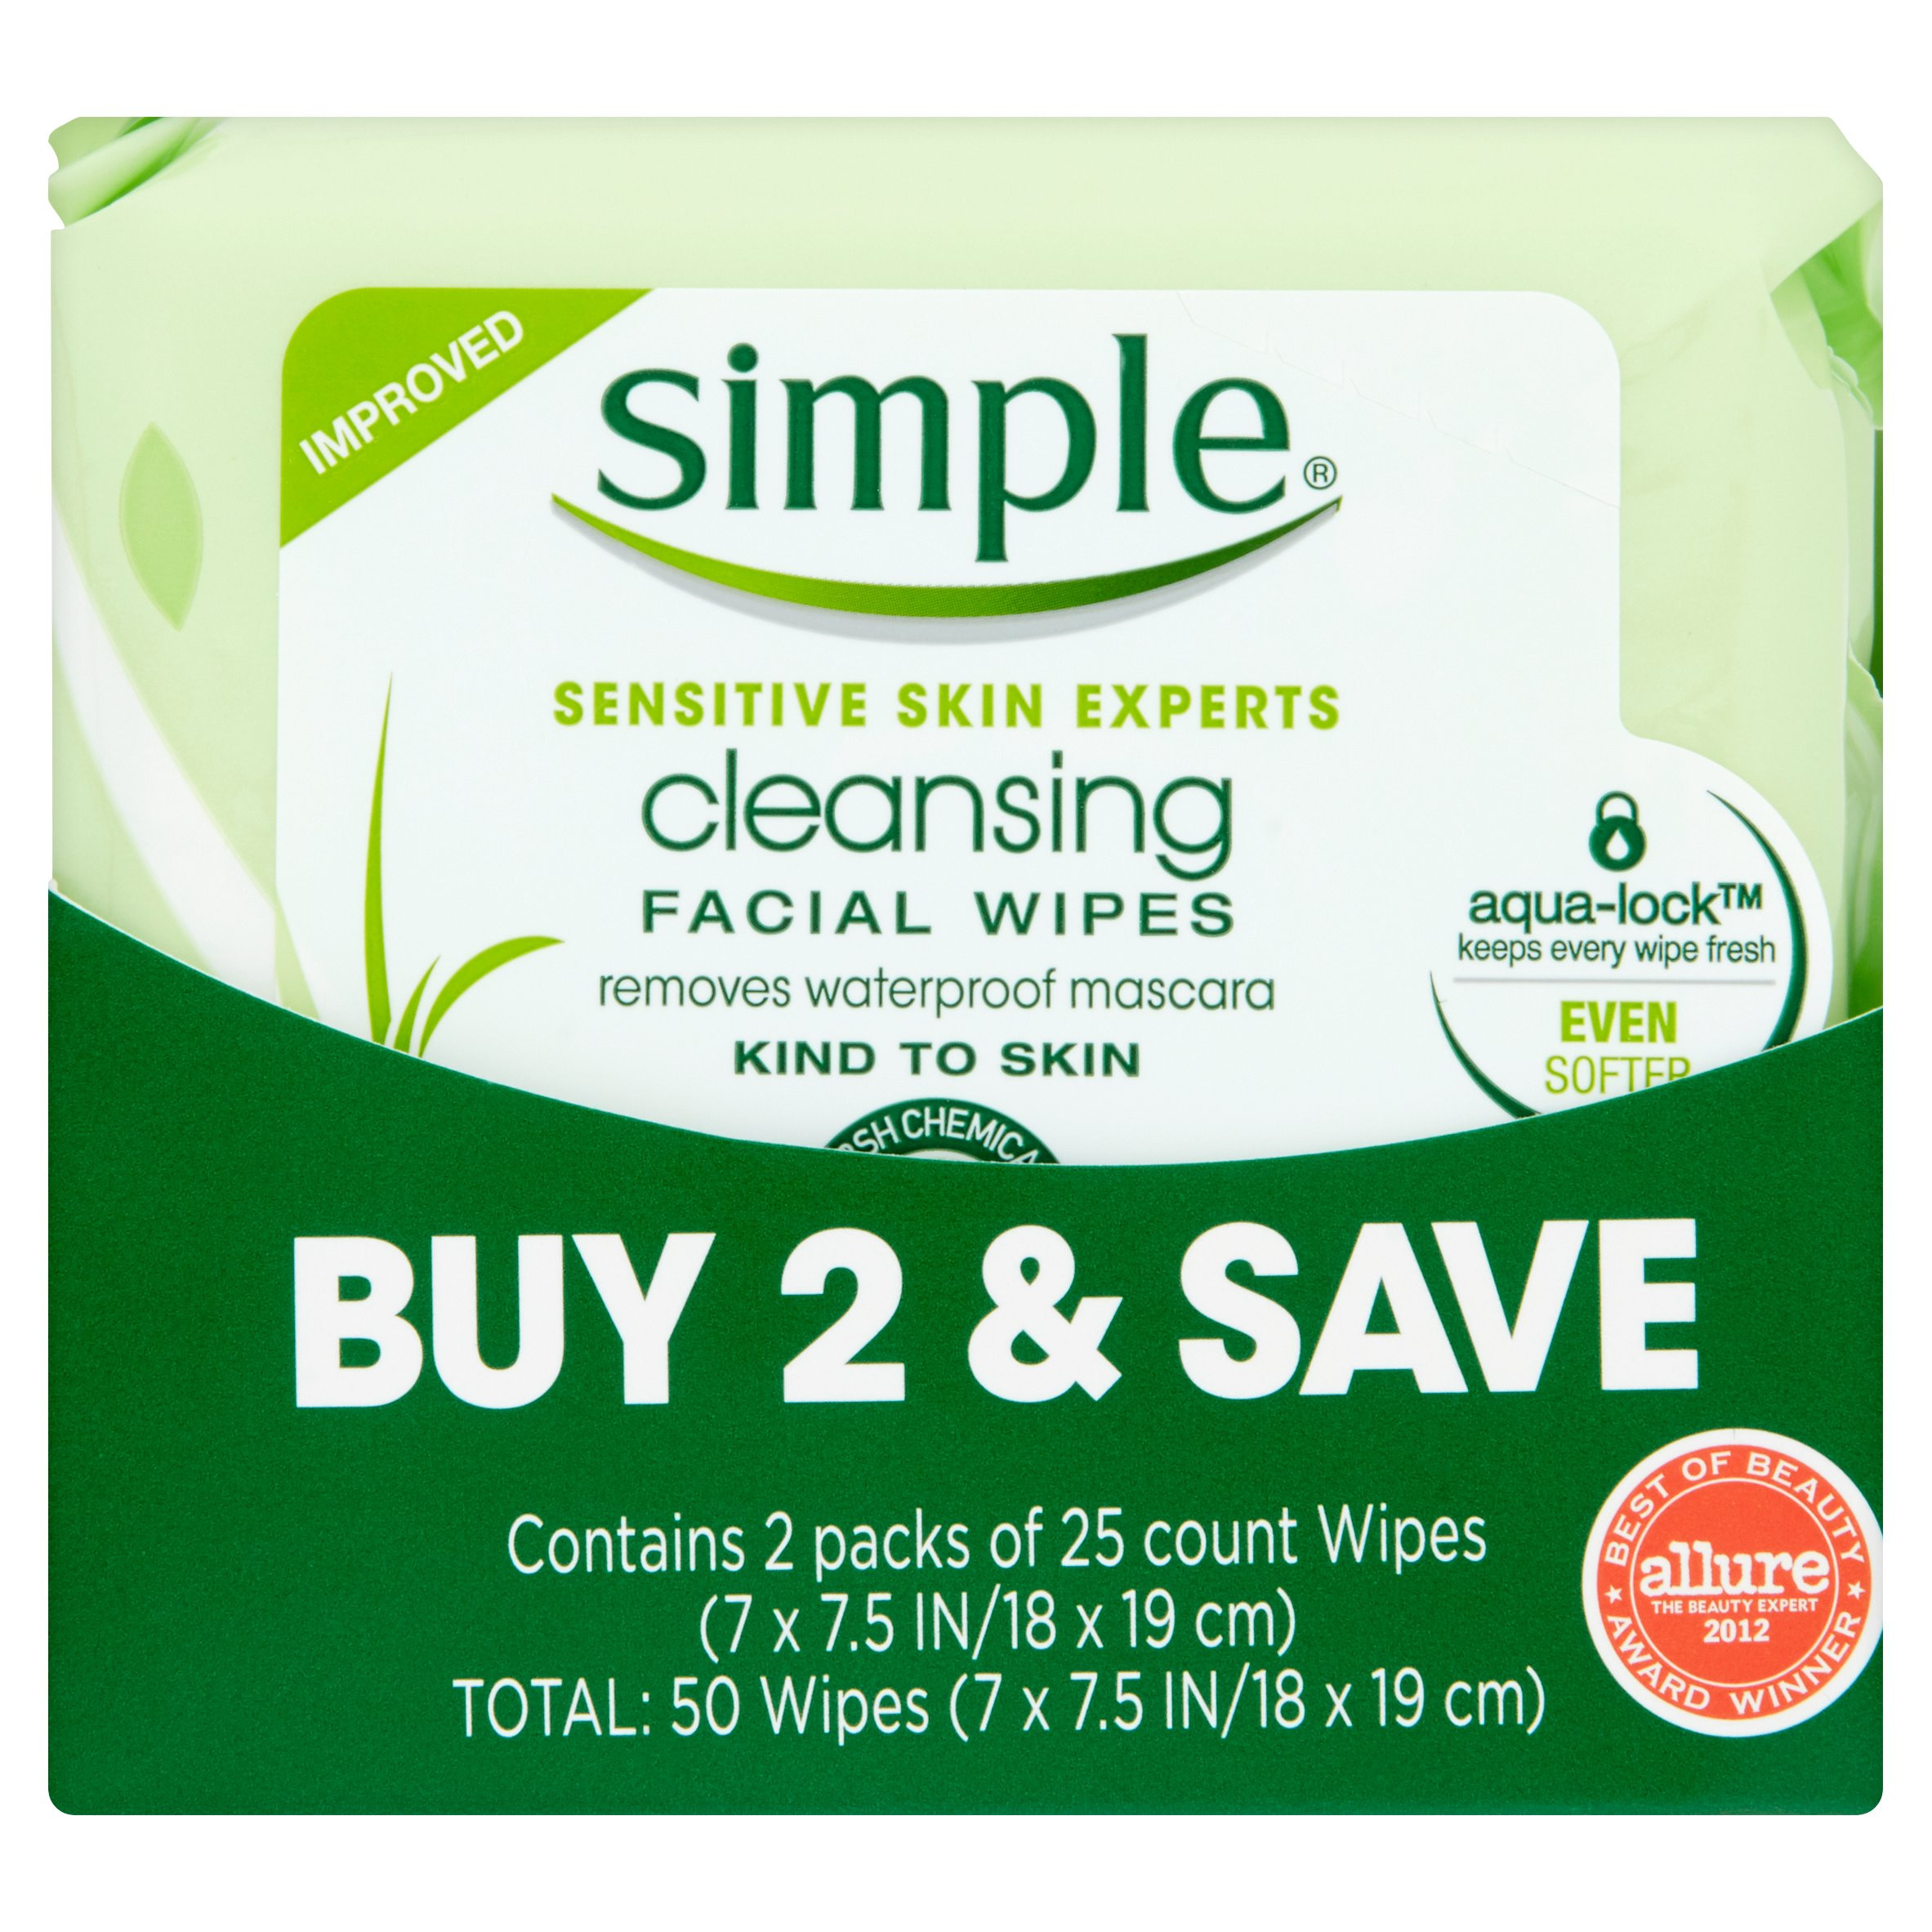 IMPROVED
simple®
SENSITIVE SKIN EXPERTS
cleansing
FACIAL WIPES
removes waterproof mascara
KIND TO SKIN
aqua-lock™
keeps every wipe fresh
EVEN
SOFTER
BUY 2 & SAVE
Contains 2 packs of 25 count Wipes
(7 x 7.5 IN/18 x 19 cm)
TOTAL: 50 Wipes (7 x 7.5 IN/18 x 19 cm)
BEST OF BEAUTY
allure
THE BEAUTY EXPERT
2012
AWARD WINNER